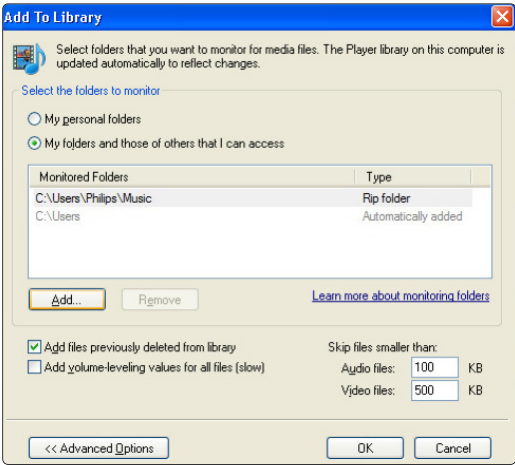 Add To Library
Select folders that you want to monitor for media files. The Player library on this computer is
updated automatically to reflect changes.
Select the folders to monitor
My personal folders
My folders and those of others that I can access
Monitored Folders Type
C:\Users\Philips\Music Rip folder
C:\Users Automatically added
Add... Remove Learn more about monitoring folders
Add files previously deleted from library
Add volume-leveling values for all files (slow)
Skip files smaller than:
Audio files: 100 KB
Video files: 500 KB
<< Advanced Options OK Cancel